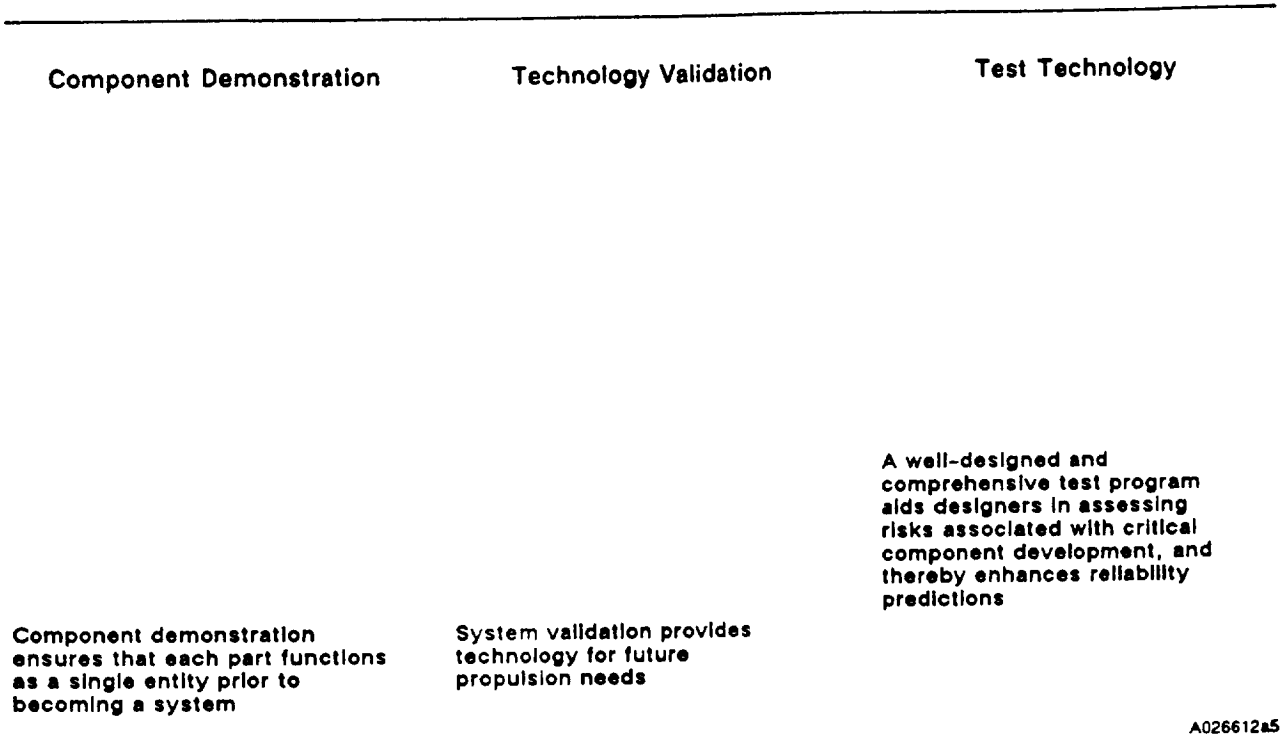 Component Demonstration
Technology Validation
Test Technology
A well-designed and
comprehensive test program
aids designers in assessing
risks associated with critical
component development, and
thereby enhances reliability
predictions
Component demonstration
ensures that each part functions
as a single entity prior to
becoming a system
System validation provides
technology for future
propulsion needs
A026612a5